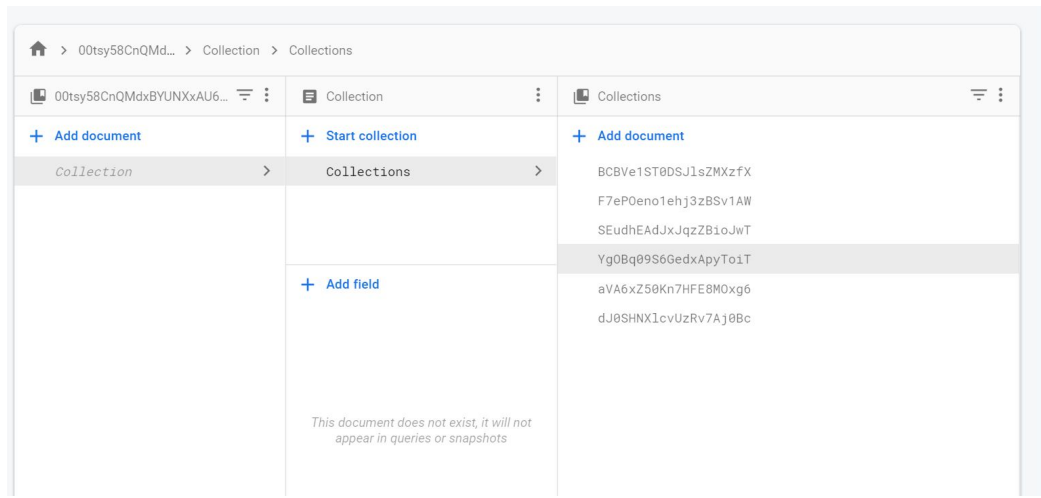 00tsy58CnQMd… > Collection > Collections
00tsy58CnQMdxBYUNXxAU6…
Collection
Collections
+ Add document
+ Start collection
+ Add document
Collection
Collections
BCBVe1ST0DSJlsZMXzfX
F7ePOeno1ehj3zBSv1AW
SEudhEAdJxJqzZBioJwT
YgOBq09S6GedxApyToiT
+ Add field
aVA6xZ50Kn7HFE8MOxg6
dJ0SHNXlcvUzRv7Aj0Bc
This document does not exist, it will not
appear in queries or snapshots